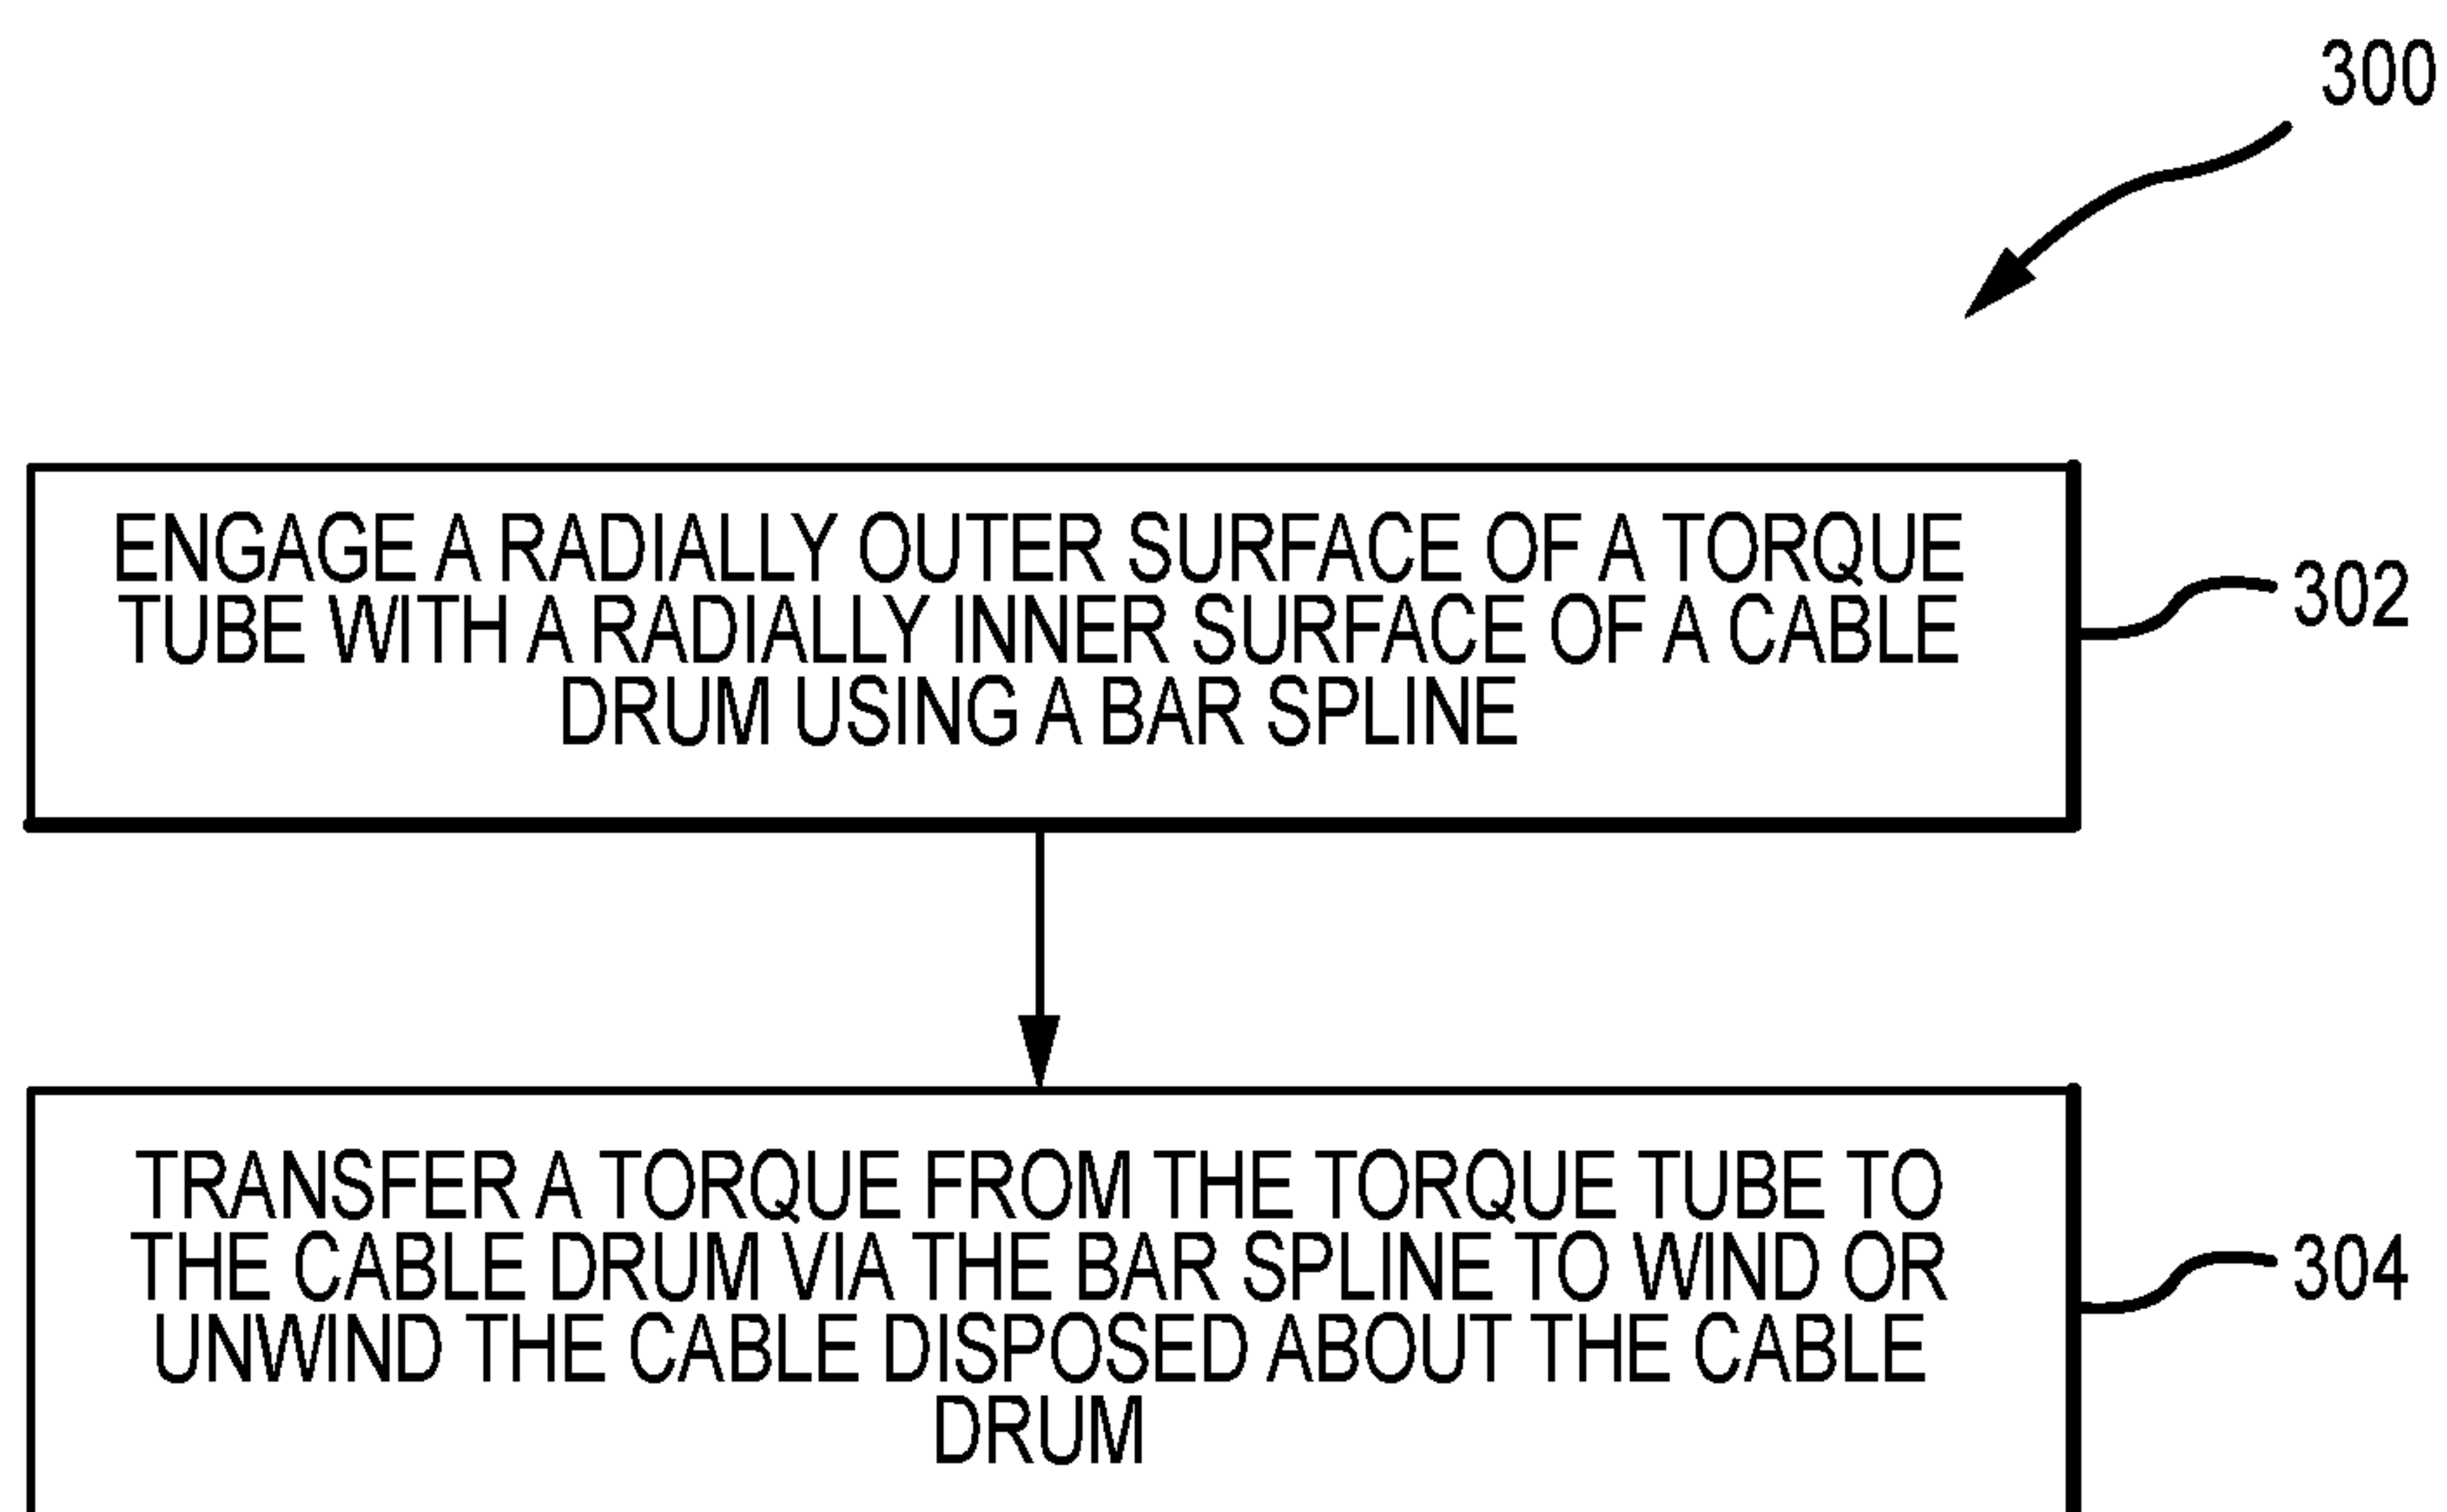 300
ENGAGE A RADIALLY OUTER SURFACE OF A TORQUE
TUBE WITH A RADIALLY INNER SURFACE OF A CABLE
DRUM USING A BAR SPLINE
302
TRANSFER A TORQUE FROM THE TORQUE TUBE TO
THE CABLE DRUM VIA THE BAR SPLINE TO WIND OR
UNWIND THE CABLE DISPOSED ABOUT THE CABLE
DRUM
304